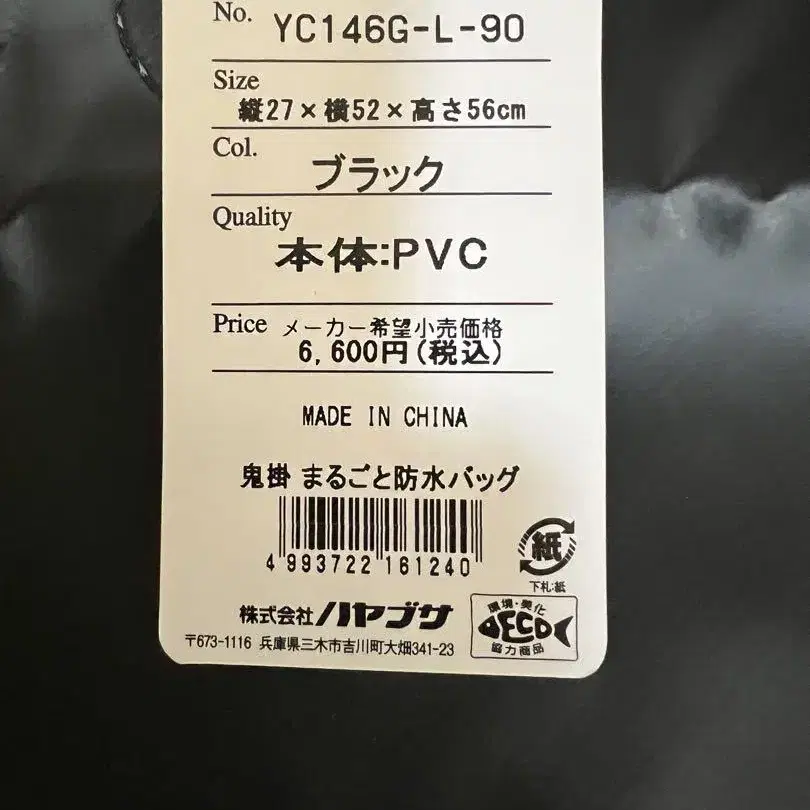 No. YC146G-L-90
Size
縦27×横52×高さ56cm
Col.
ブラック
Quality
本体:PVC
Price メーカー希望小売価格
6,600円(税込)
MADE IN CHINA
鬼掛 まるごと防水バッグ
4 993722 161240
紙
下札:紙
株式会社ハヤブサ
〒673-1116 兵庫県三木市吉川町大畑341-23
環境・美化
ECO
協力商品